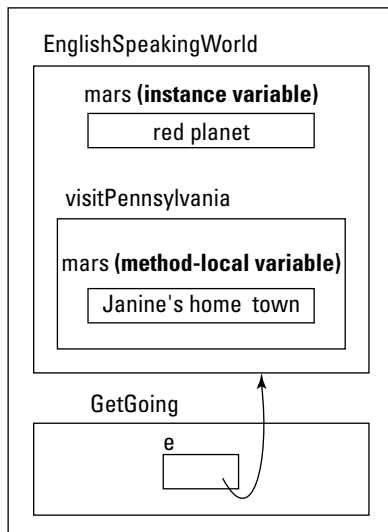 EnglishSpeakingWorld
mars (instance variable)
red planet
visitPennsylvania
mars (method-local variable)
Janine's home town
GetGoing
e